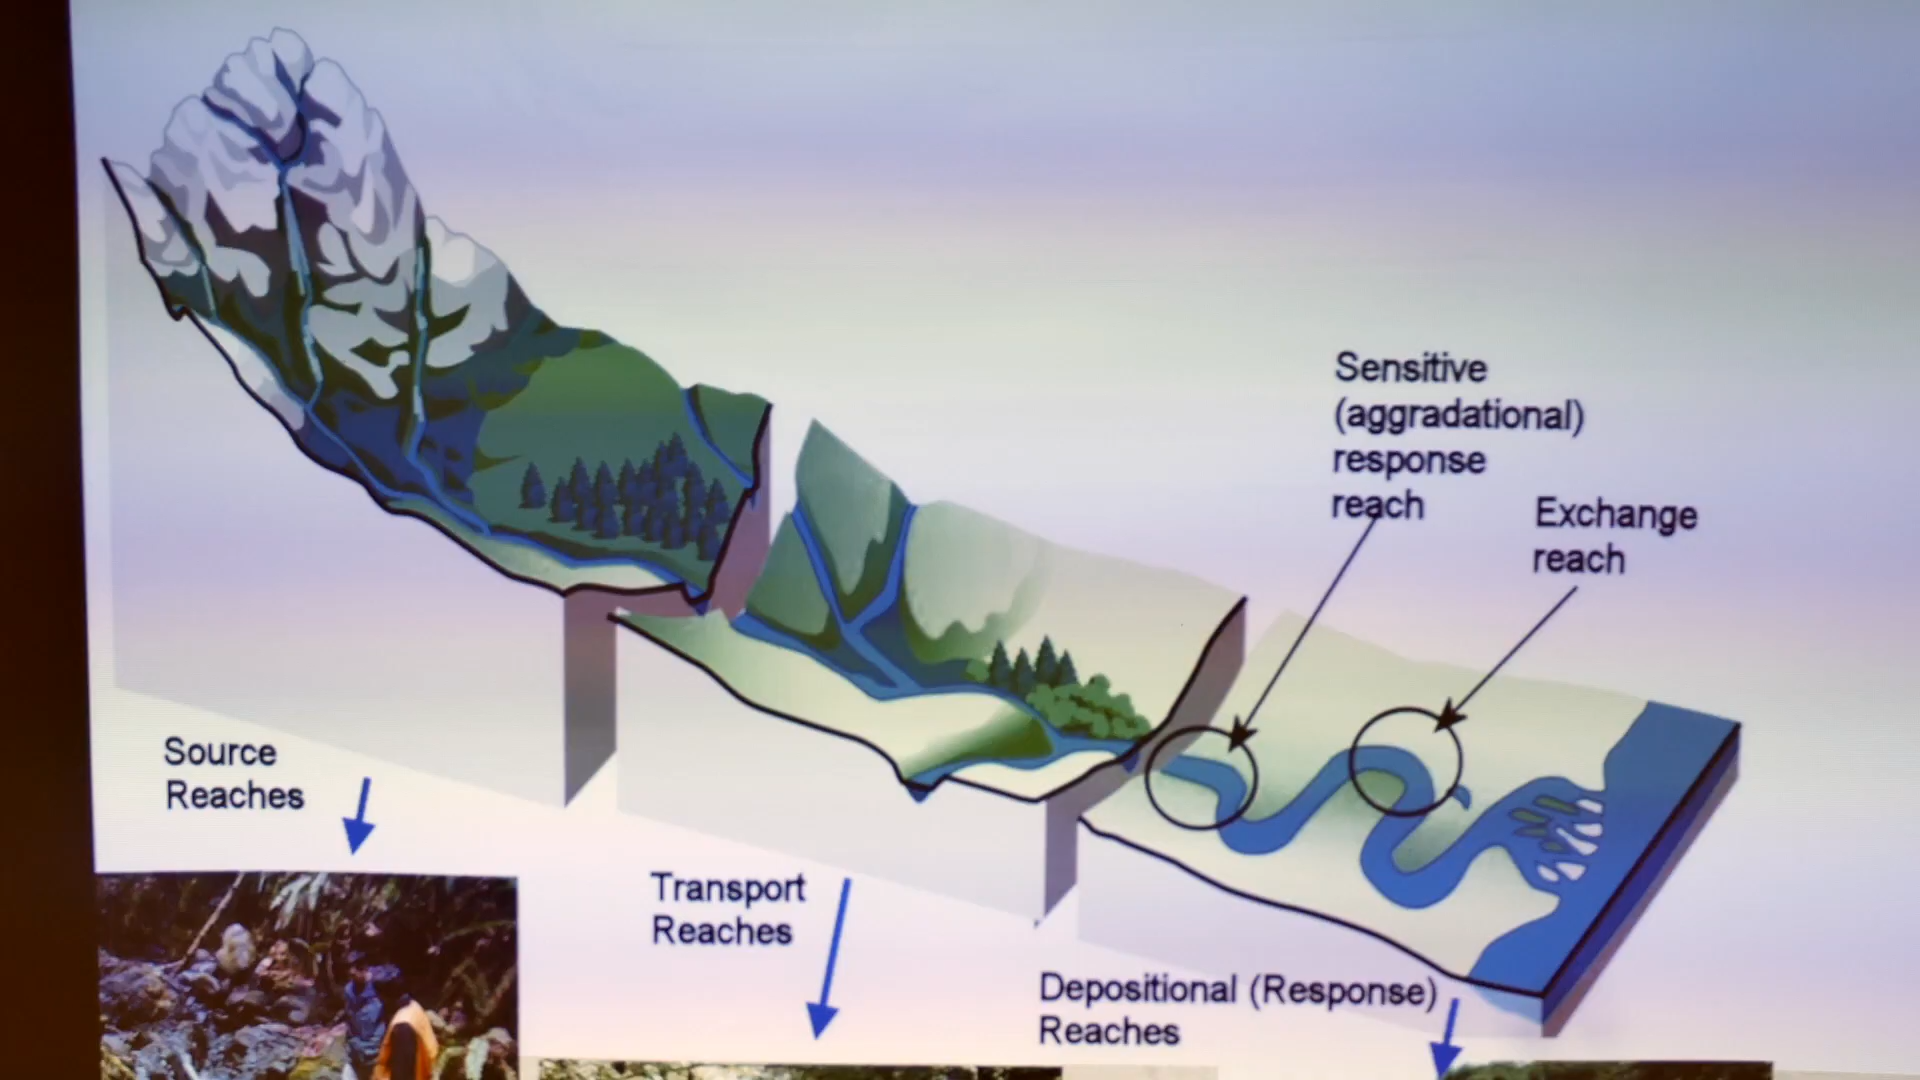 Sensitive
(aggradational)
response
reach
Exchange
reach
Source
Reaches
Transport
Reaches
Depositional (Response)
Reaches